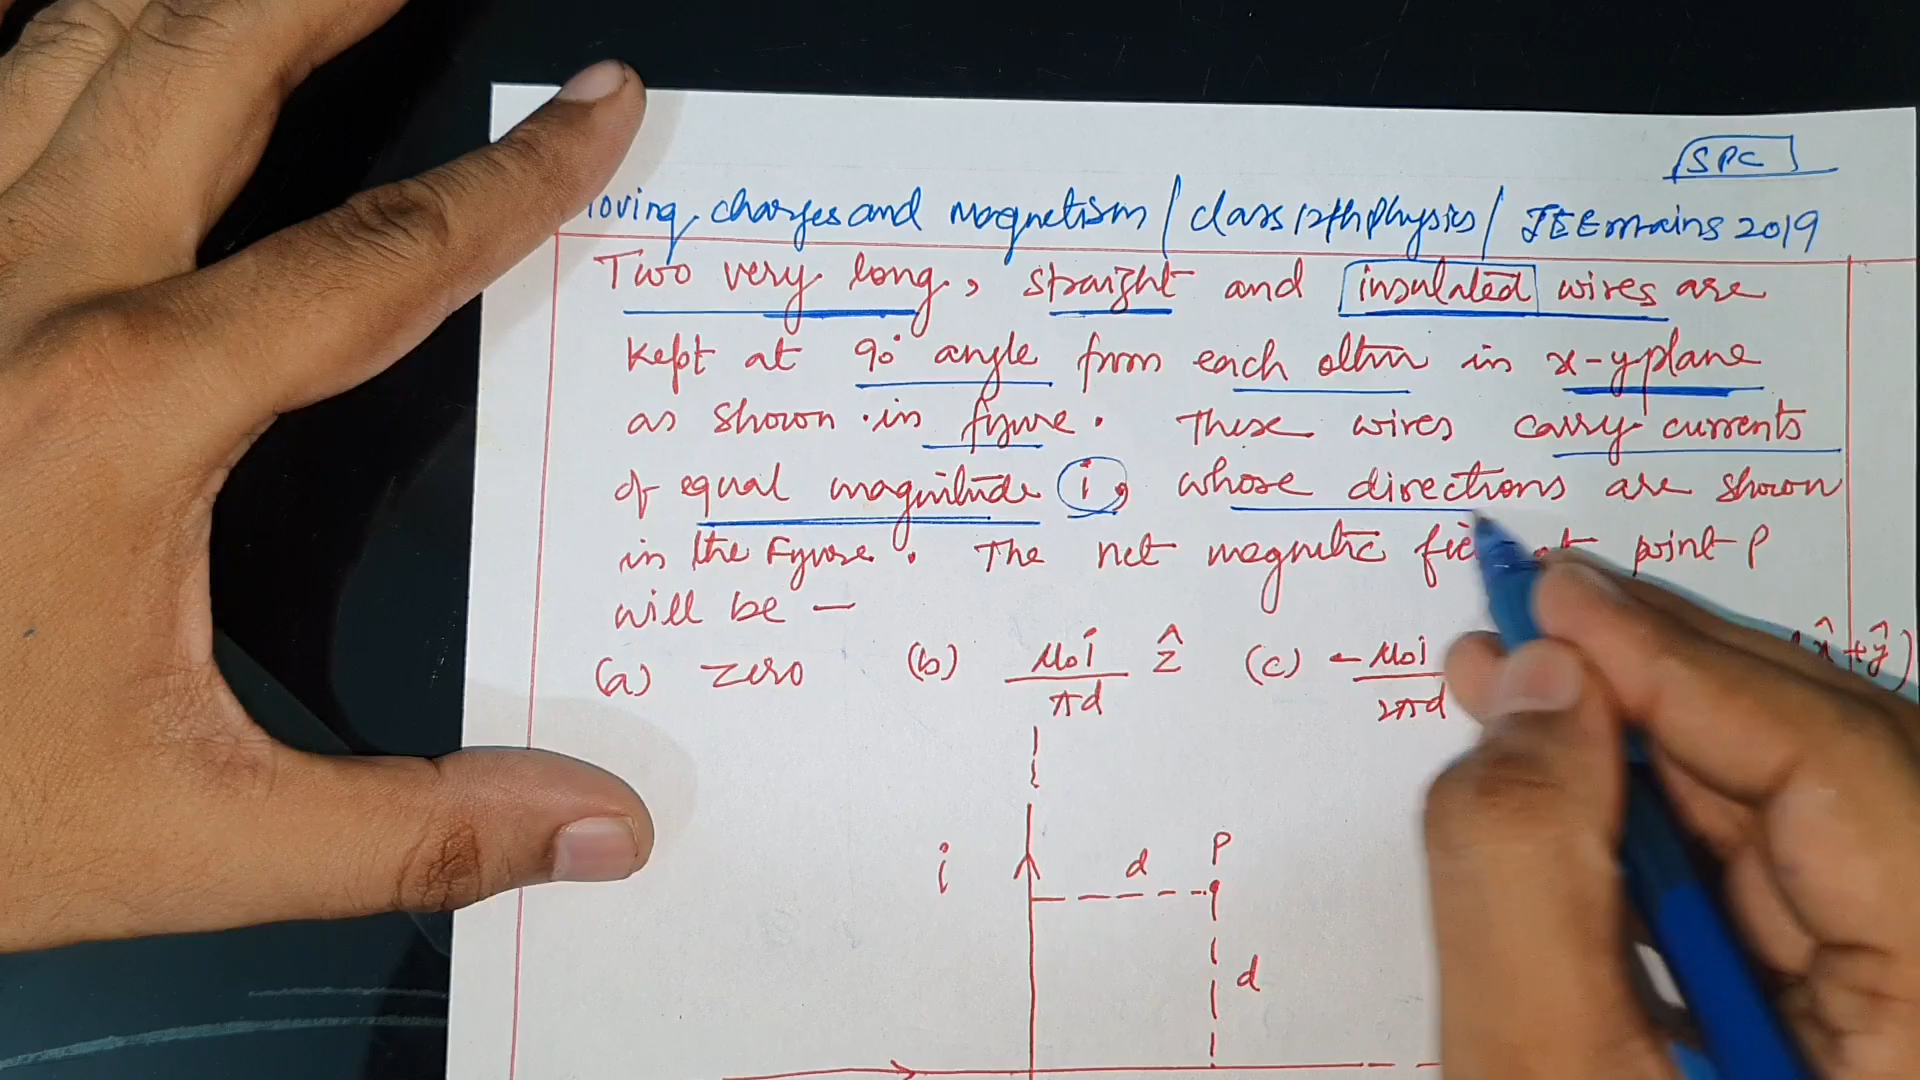 SPC
oving charges and magnetism / class 12th physics / JEE mains 2019
Two very long, straight and insulated wires are
kept at 90° angle from each other in x-y plane
as shown in figure. These wires carry currents
of equal magnitude i, whose directions are shown
in the figure. The net magnetic at point P
will be —
(a) zero (b) μ₀i/πd ẑ (c) -μ₀i/2πd (x̂+ŷ)
i
d
P
d